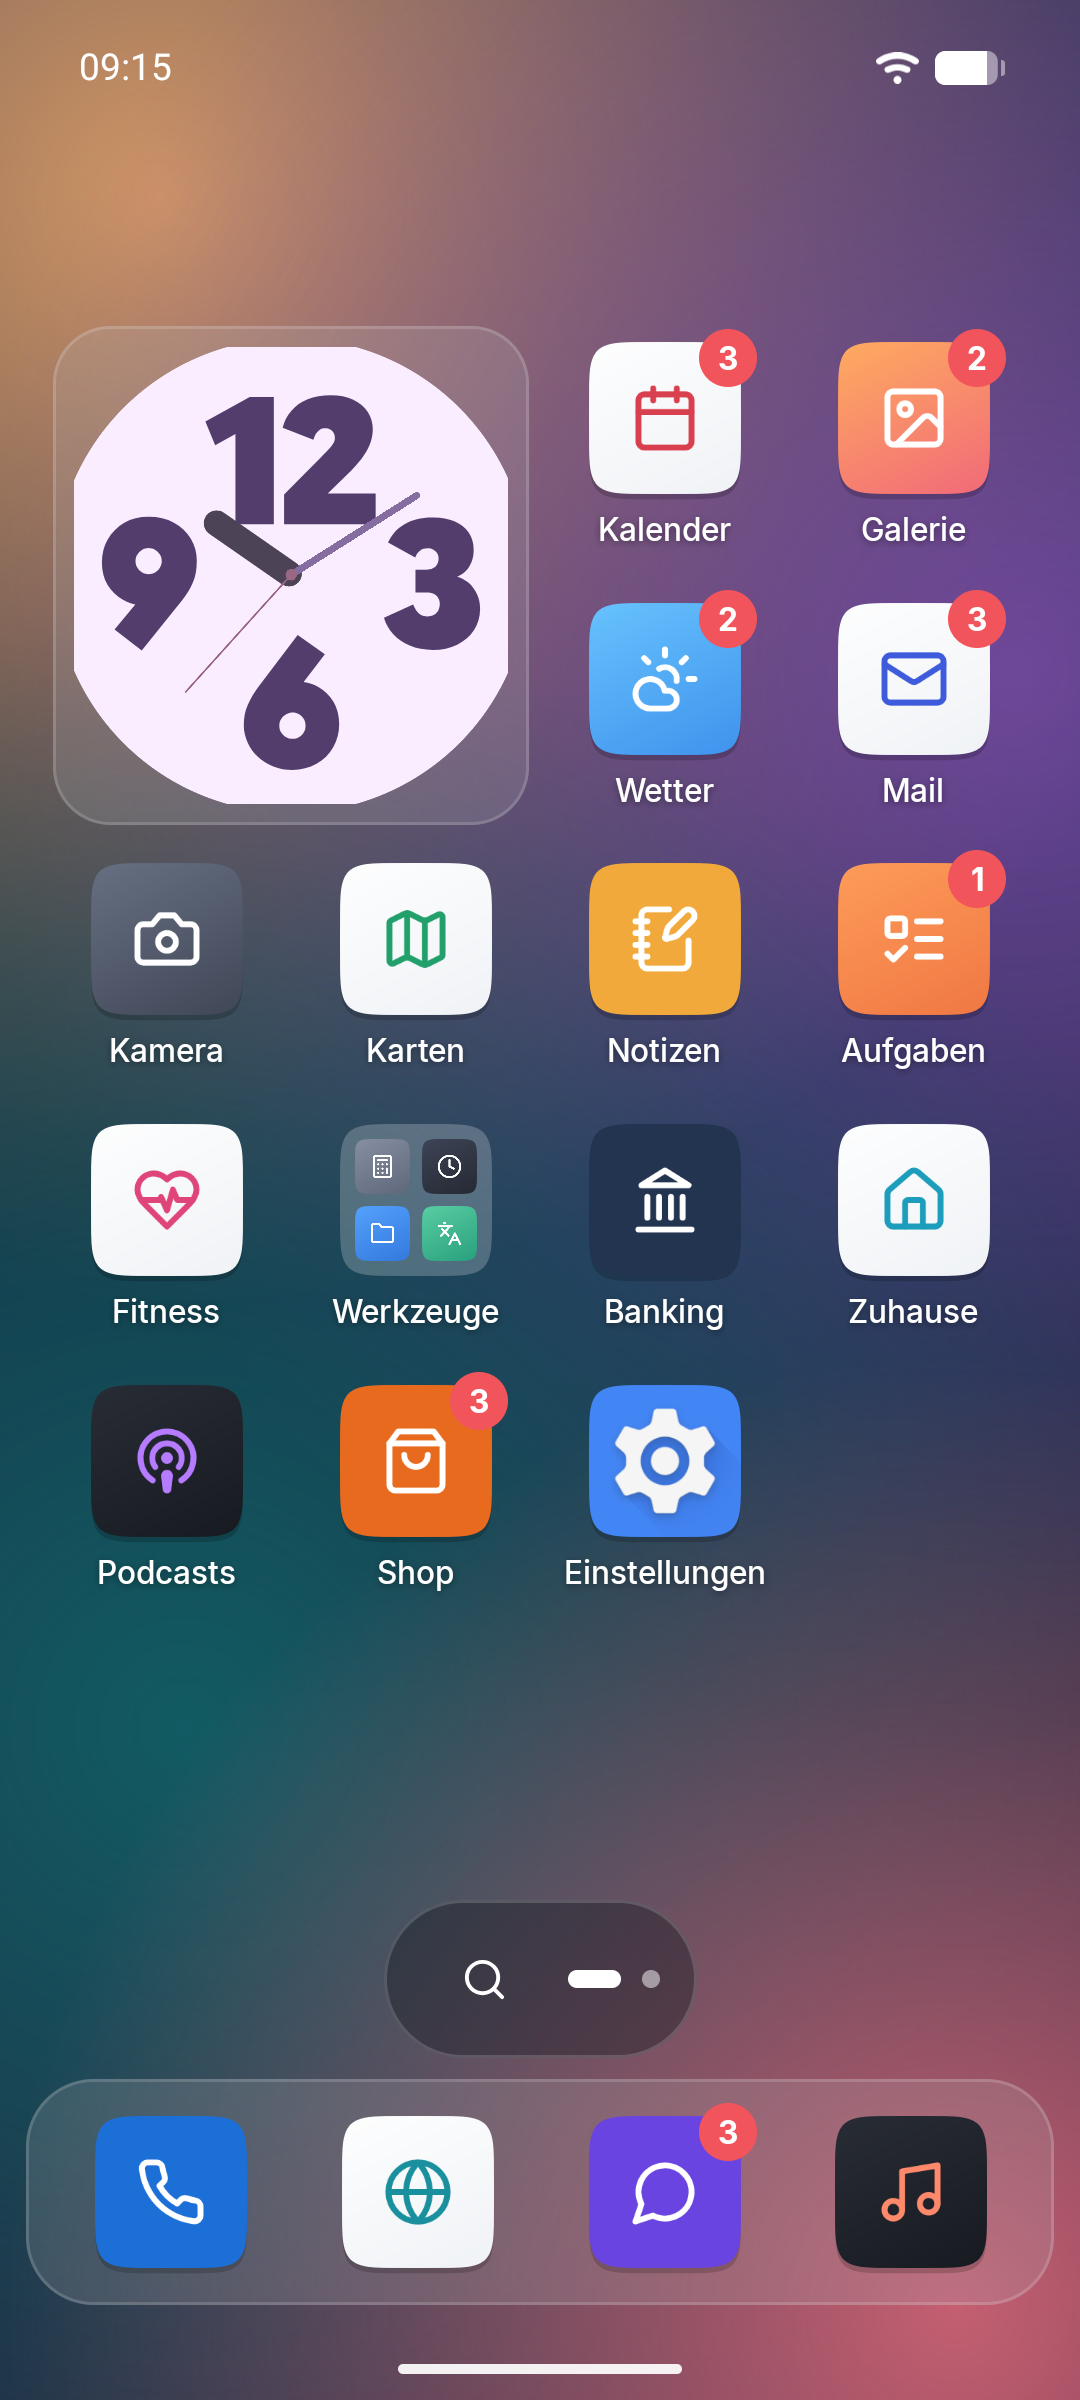 09:15
12
9
3
6
3
Kalender
2
Galerie
2
Wetter
3
Mail
Kamera
Karten
Notizen
1
Aufgaben
Fitness
Werkzeuge
Banking
Zuhause
Podcasts
3
Shop
Einstellungen
3